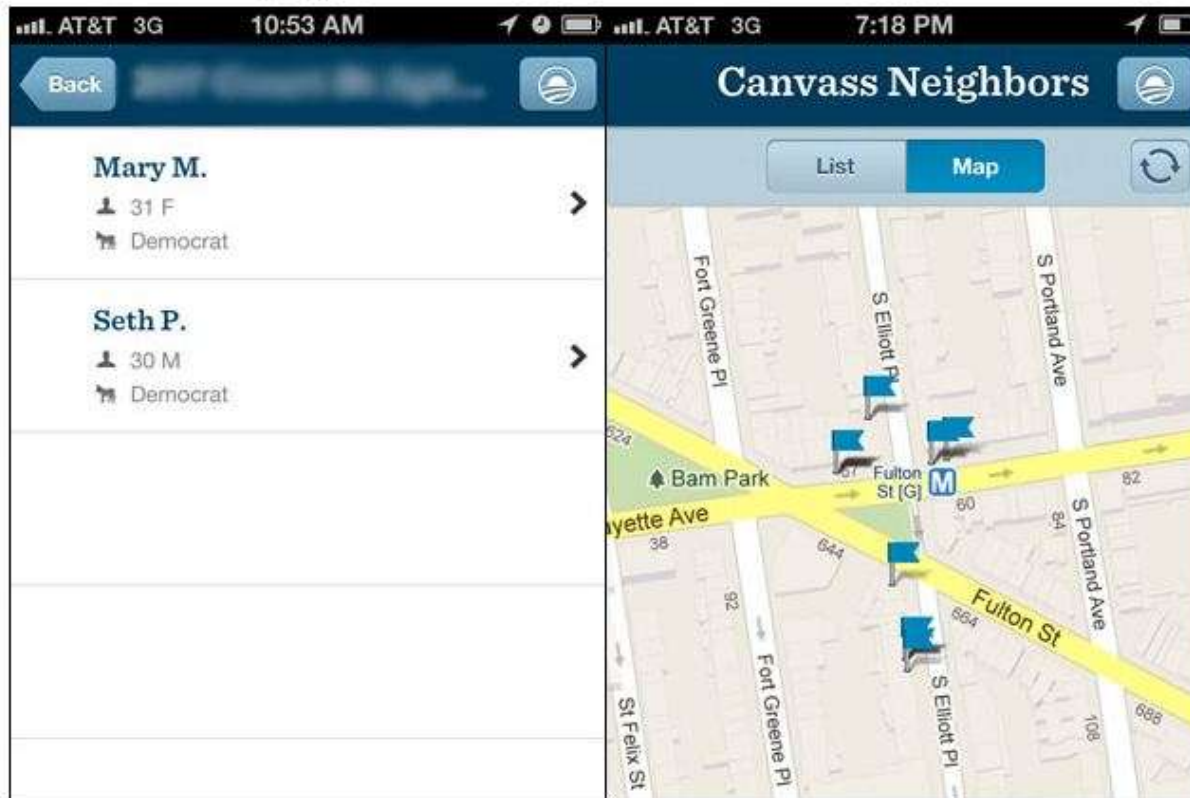 AT&T 3G 10:53 AM
Back
Mary M.
31 F
Democrat
Seth P.
30 M
Democrat
AT&T 3G 7:18 PM
Canvass Neighbors
List Map
Fort Greene Pl
S Elliott Pl
S Portland Ave
624
Bam Park
67
Fulton
St [G]
M
82
60
yette Ave
38
644
84
S Portland Ave
92
Fulton St
664
Fort Greene Pl
S Elliott Pl
St Felix St
108
688